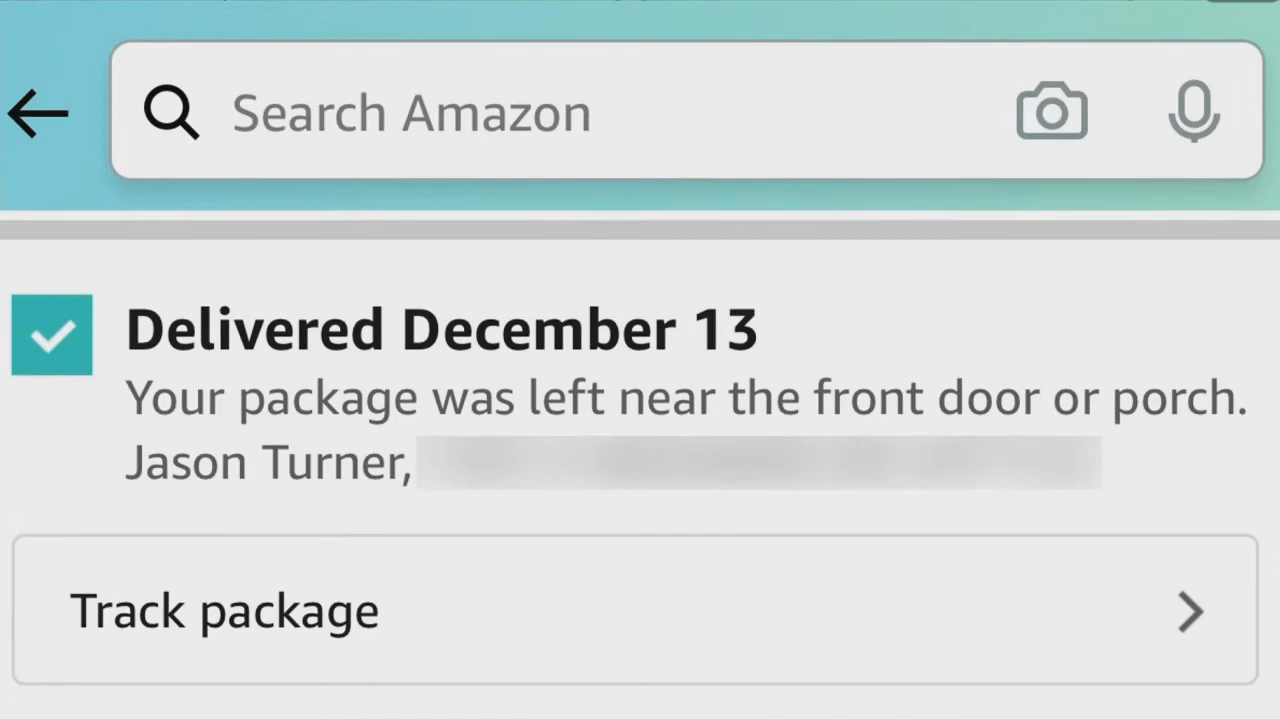 Search Amazon
Delivered December 13
Your package was left near the front door or porch.
Jason Turner,
Track package